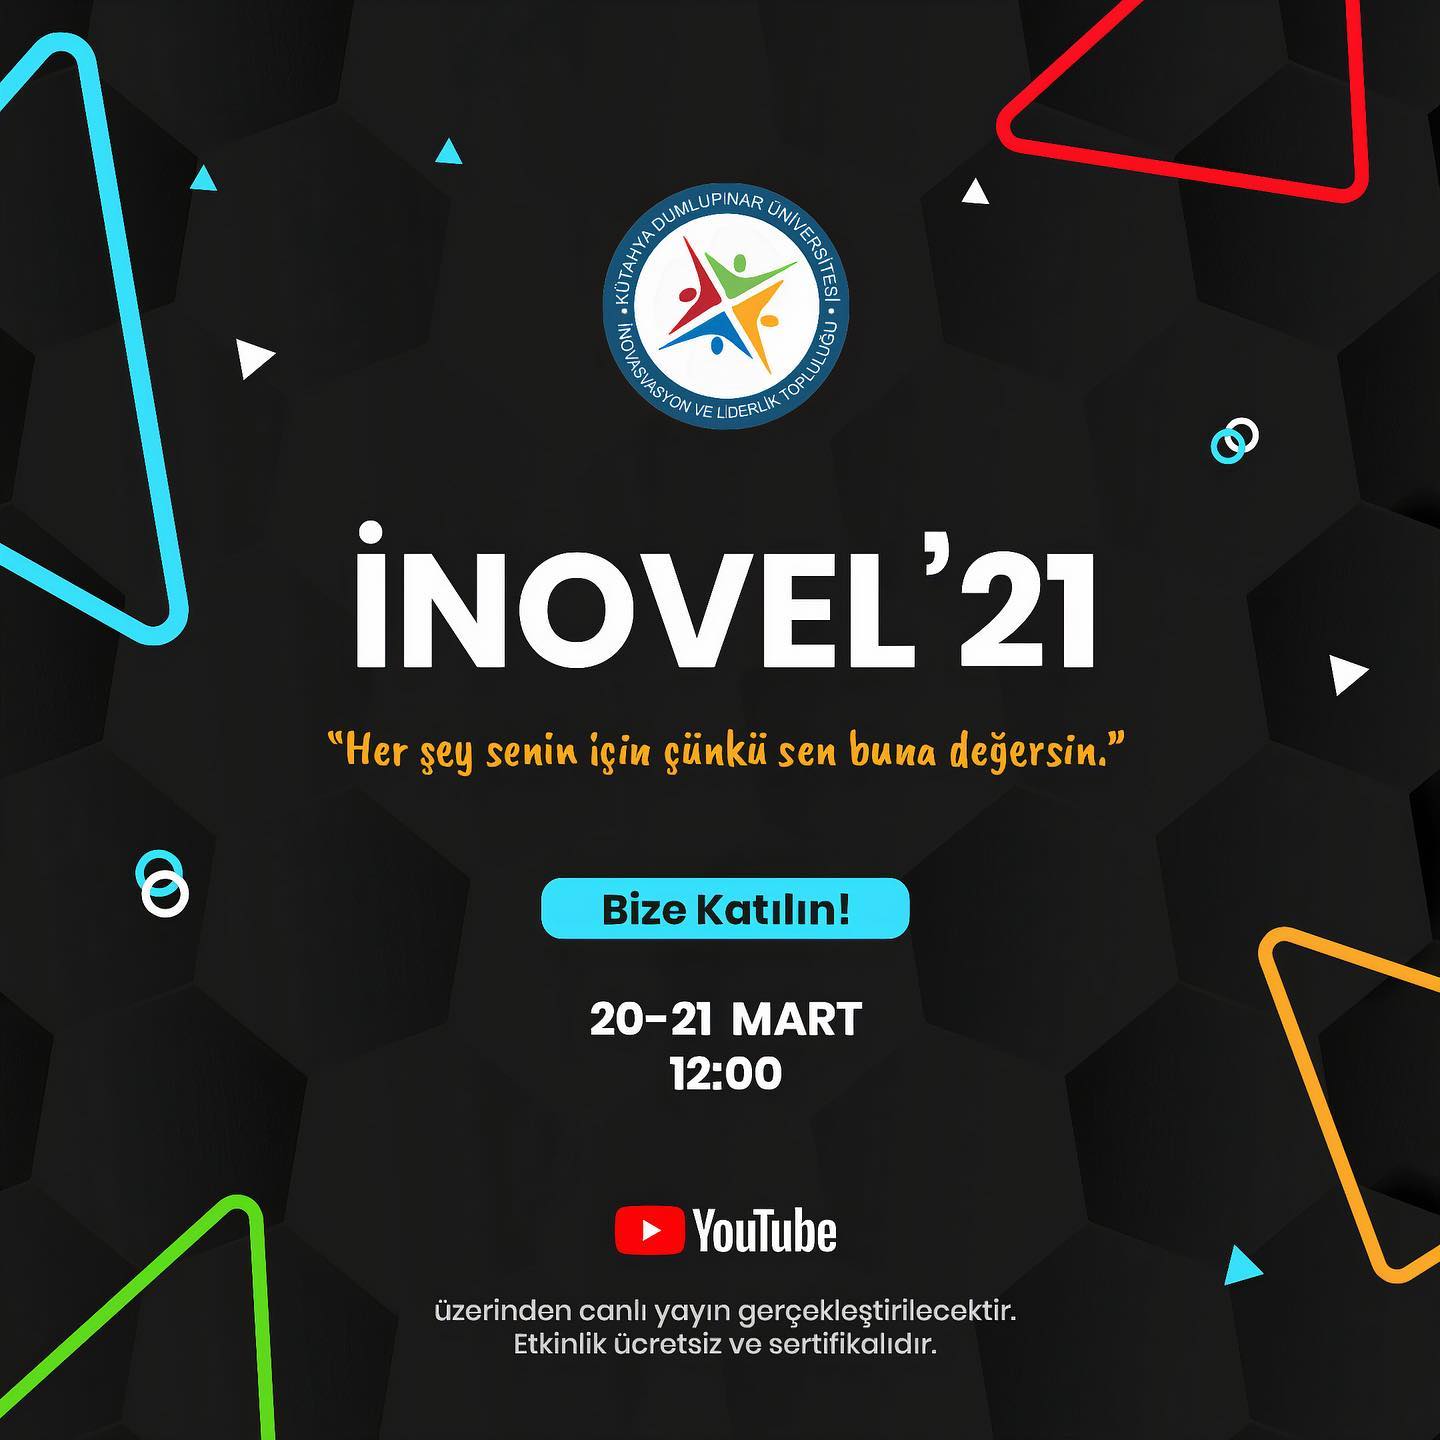 KÜTAHYA DUMLUPINAR ÜNİVERSİTESİ
İNOVASVASYON VE LİDERLİK TOPLULUĞU
İNOVEL’21
“Her şey senin için çünkü sen buna değersin.”
Bize Katılın!
20-21 MART
12:00
YouTube
üzerinden canlı yayın gerçekleştirilecektir.
Etkinlik ücretsiz ve sertifikalıdır.